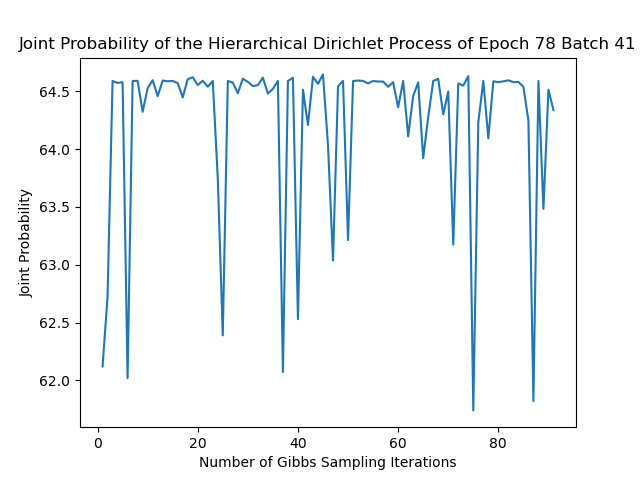 Joint Probability of the Hierarchical Dirichlet Process of Epoch 78 Batch 41
64.5
64.0
63.5
63.0
62.5
62.0
Joint Probability
0 20 40 60 80
Number of Gibbs Sampling Iterations